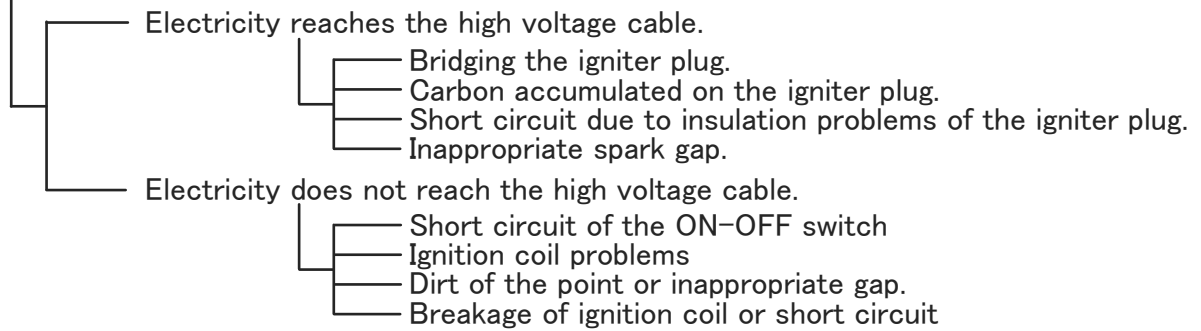 Electricity reaches the high voltage cable.
Bridging the igniter plug.
Carbon accumulated on the igniter plug.
Short circuit due to insulation problems of the igniter plug.
Inappropriate spark gap.
Electricity does not reach the high voltage cable.
Short circuit of the ON-OFF switch
Ignition coil problems
Dirt of the point or inappropriate gap.
Breakage of ignition coil or short circuit